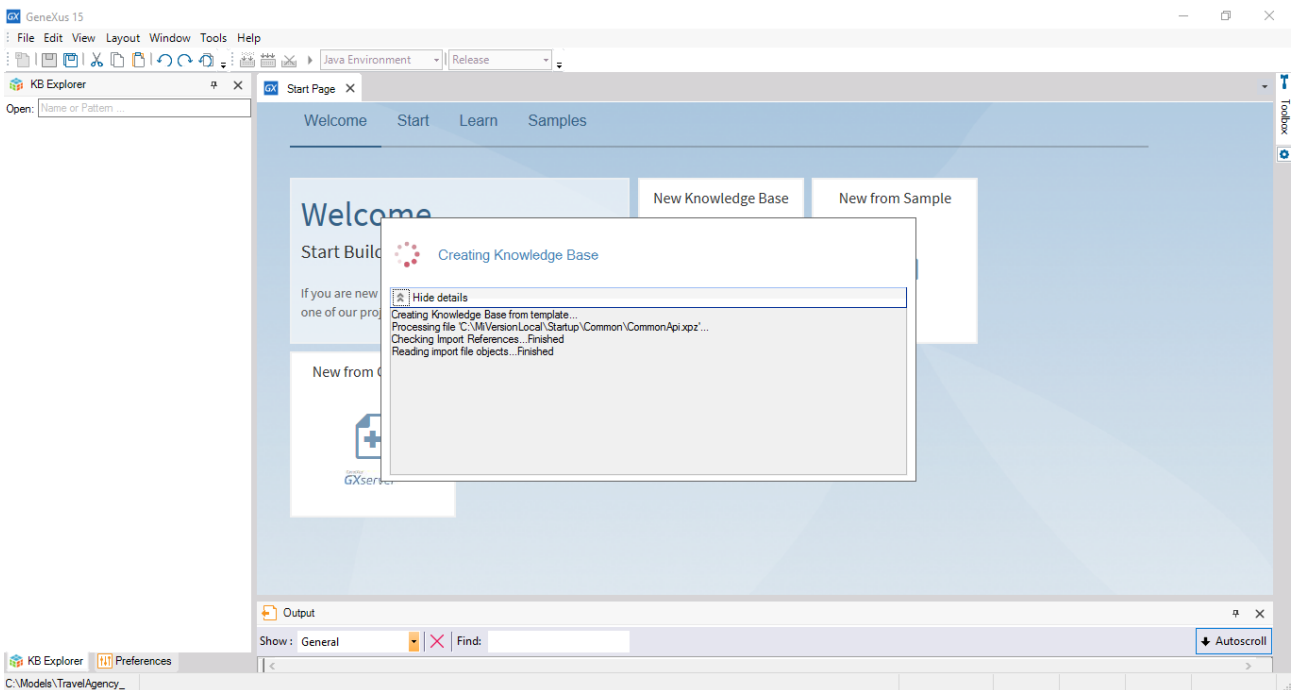 GX GeneXus 15
File Edit View Layout Window Tools Help
Java Environment Release
KB Explorer
Open: Name or Pattern ...
GX Start Page
Toolbox
Welcome Start Learn Samples
Welcome
Start Build
If you are new
one of our proj
New Knowledge Base
New from Sample
Creating Knowledge Base
Hide details
Creating Knowledge Base from template...
Processing file 'C:\MiVersionLocal\Startup\Common\CommonApi.xpz'...
Checking Import References...Finished
Reading import file objects...Finished
New from
GeneXus
GXserver
Output
Show: General Find: Autoscroll
KB Explorer Preferences
C:\Models\TravelAgency_